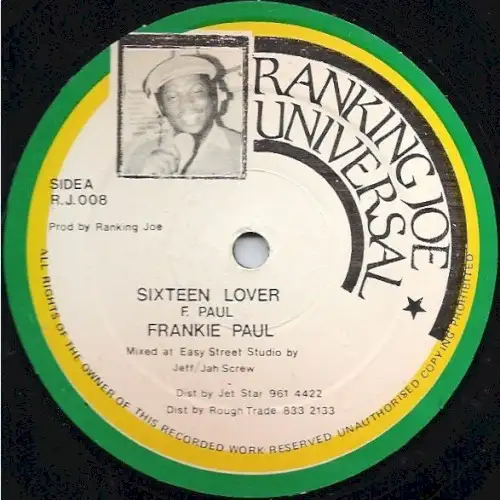 RANKING JOE
UNIVERSAL
SIDE A
R.J.008
Prod by Ranking Joe
SIXTEEN LOVER
F. PAUL
FRANKIE PAUL
Mixed at Easy Street Studio by
Jeff/Jah Screw
Dist by Jet Star 961 4422
Dist by Rough Trade 833 2133
ALL RIGHTS OF THE OWNER OF THIS RECORDED WORK RESERVED UNAUTHORISED COPYING PROHIBITED